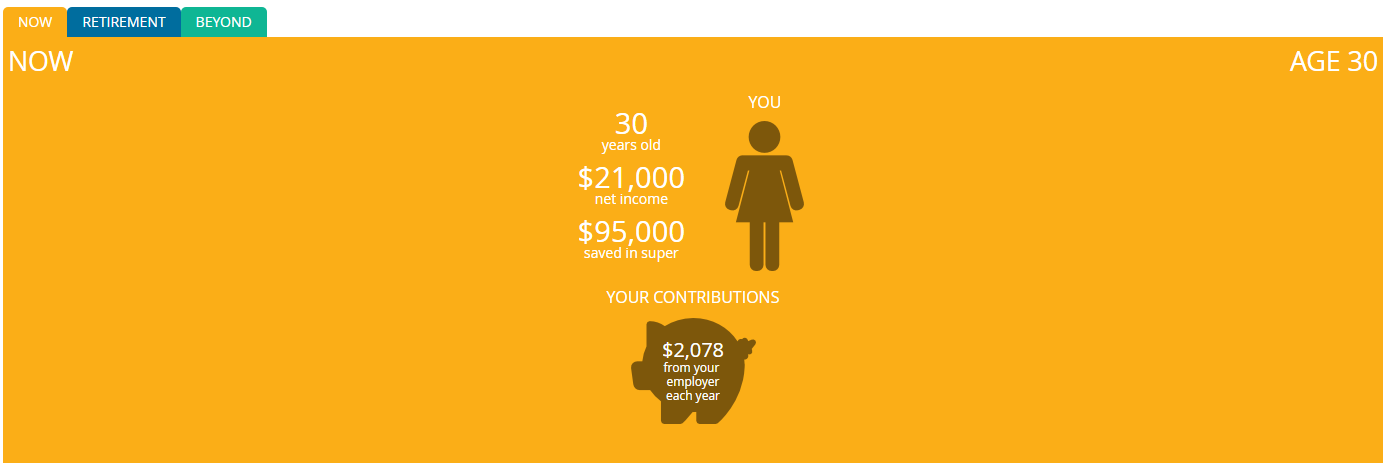 NOW
RETIREMENT
BEYOND
NOW
AGE 30
YOU
30
years old
$21,000
net income
$95,000
saved in super
YOUR CONTRIBUTIONS
$2,078
from your
employer
each year